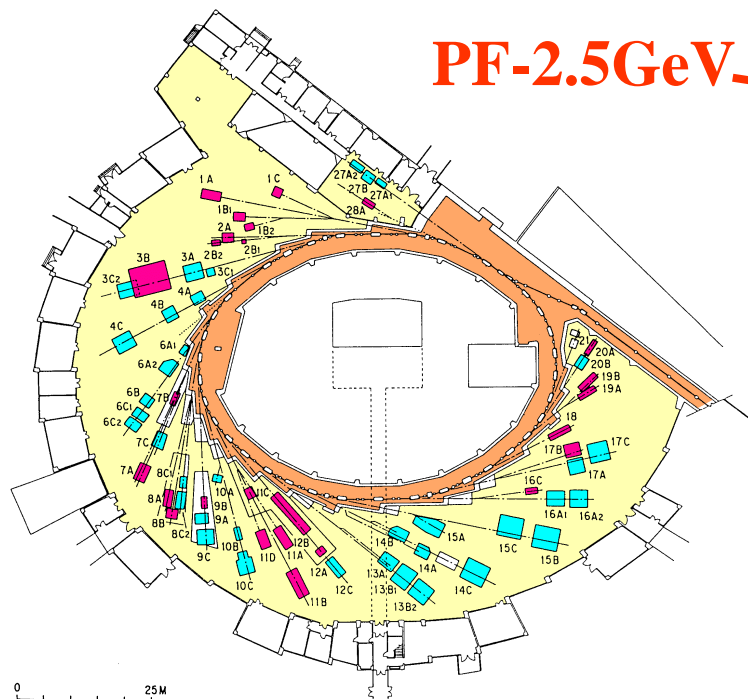 PF-2.5GeV
27A2
27B
27A1
28A
1A
1C
1B1
1B2
2A
2B2
2B1
3B
3A
3C1
3C2
4A
4B
4C
6A1
6A2
6B
6C1
6C2
7B
7C
7A
8C1
8A
8B
8C2
9B
9A
9C
10A
10B
10C
11C
11D
11A
11B
12B
12A
12C
13A
13B1
13B2
14B
14A
14C
15A
15C
15B
16C
16A1
16A2
17B
17C
17A
18
19B
19A
20A
20B
21
0 25M